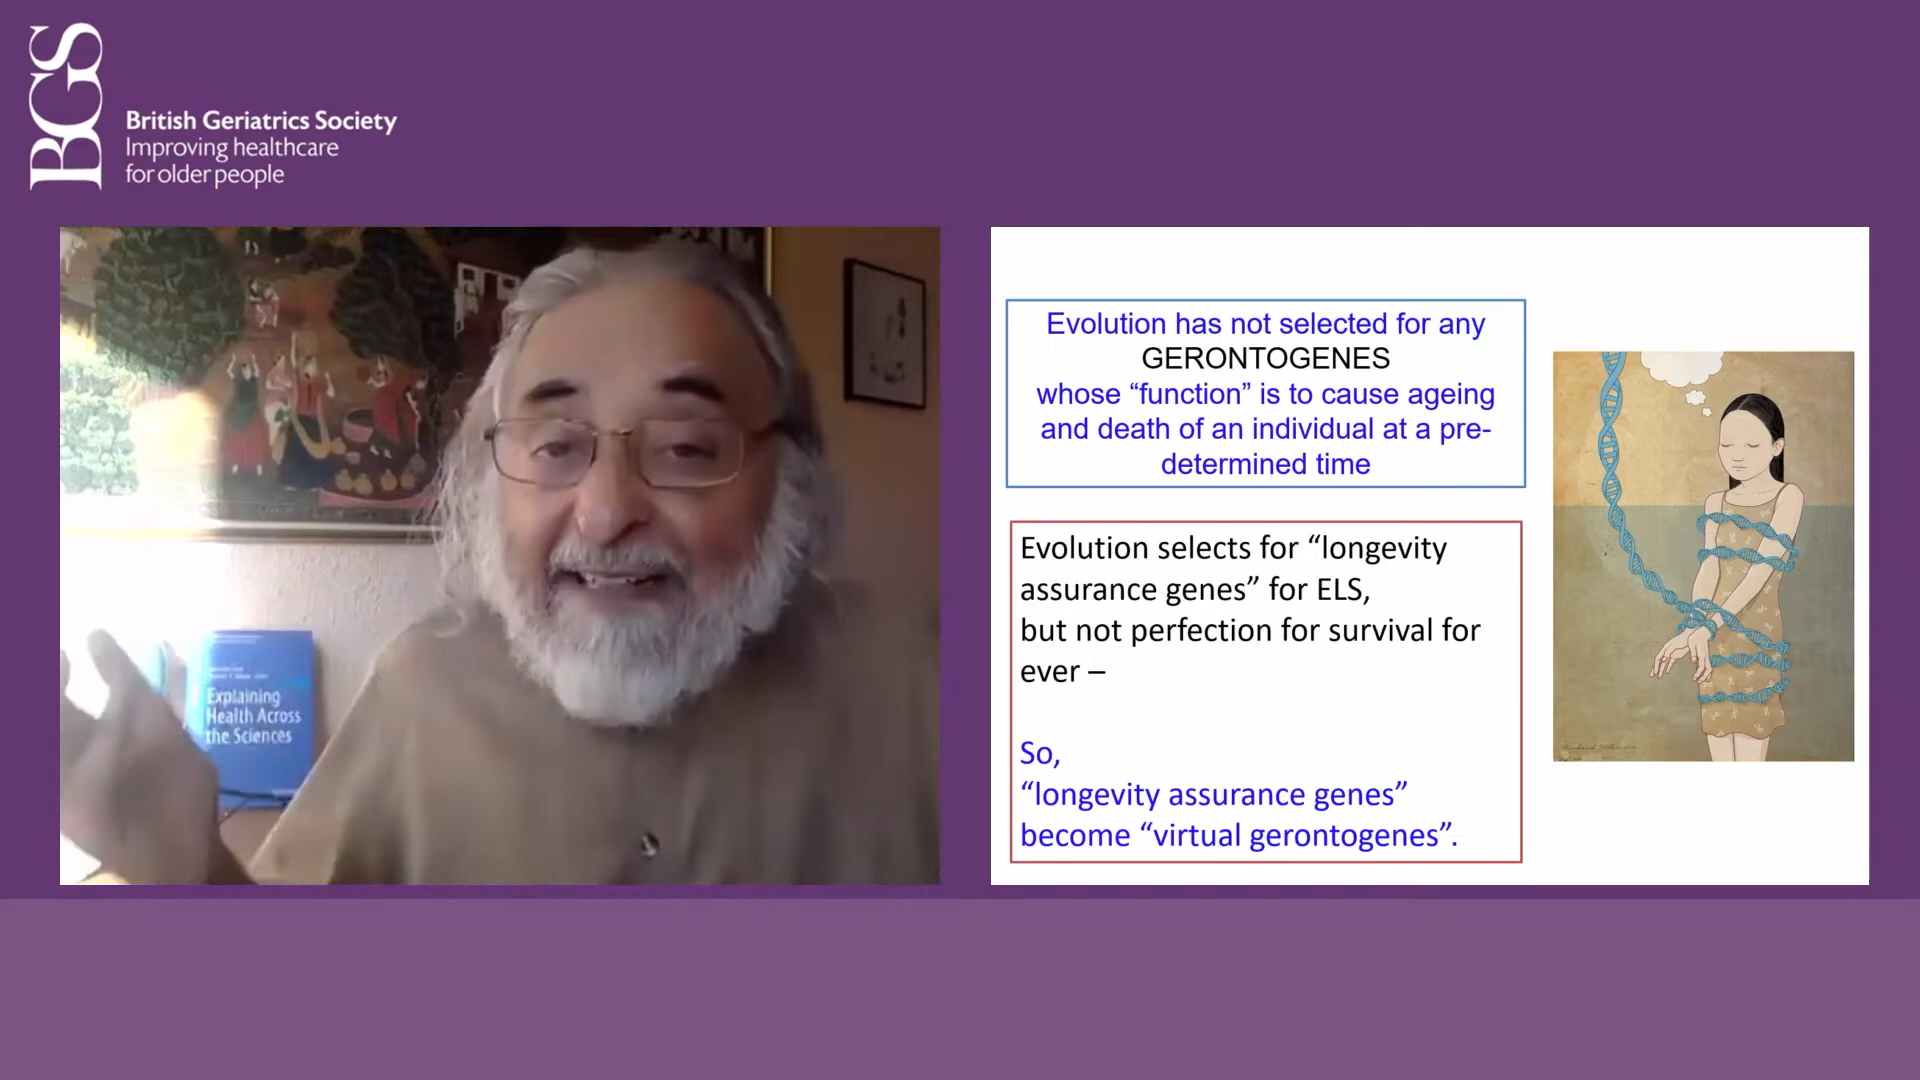 BGS
British Geriatrics Society
Improving healthcare
for older people
Explaining
Health Across
the Sciences
Evolution has not selected for any
GERONTOGENES
whose “function” is to cause ageing
and death of an individual at a pre-
determined time
Evolution selects for “longevity
assurance genes” for ELS,
but not perfection for survival for
ever –
So,
“longevity assurance genes”
become “virtual gerontogenes”.